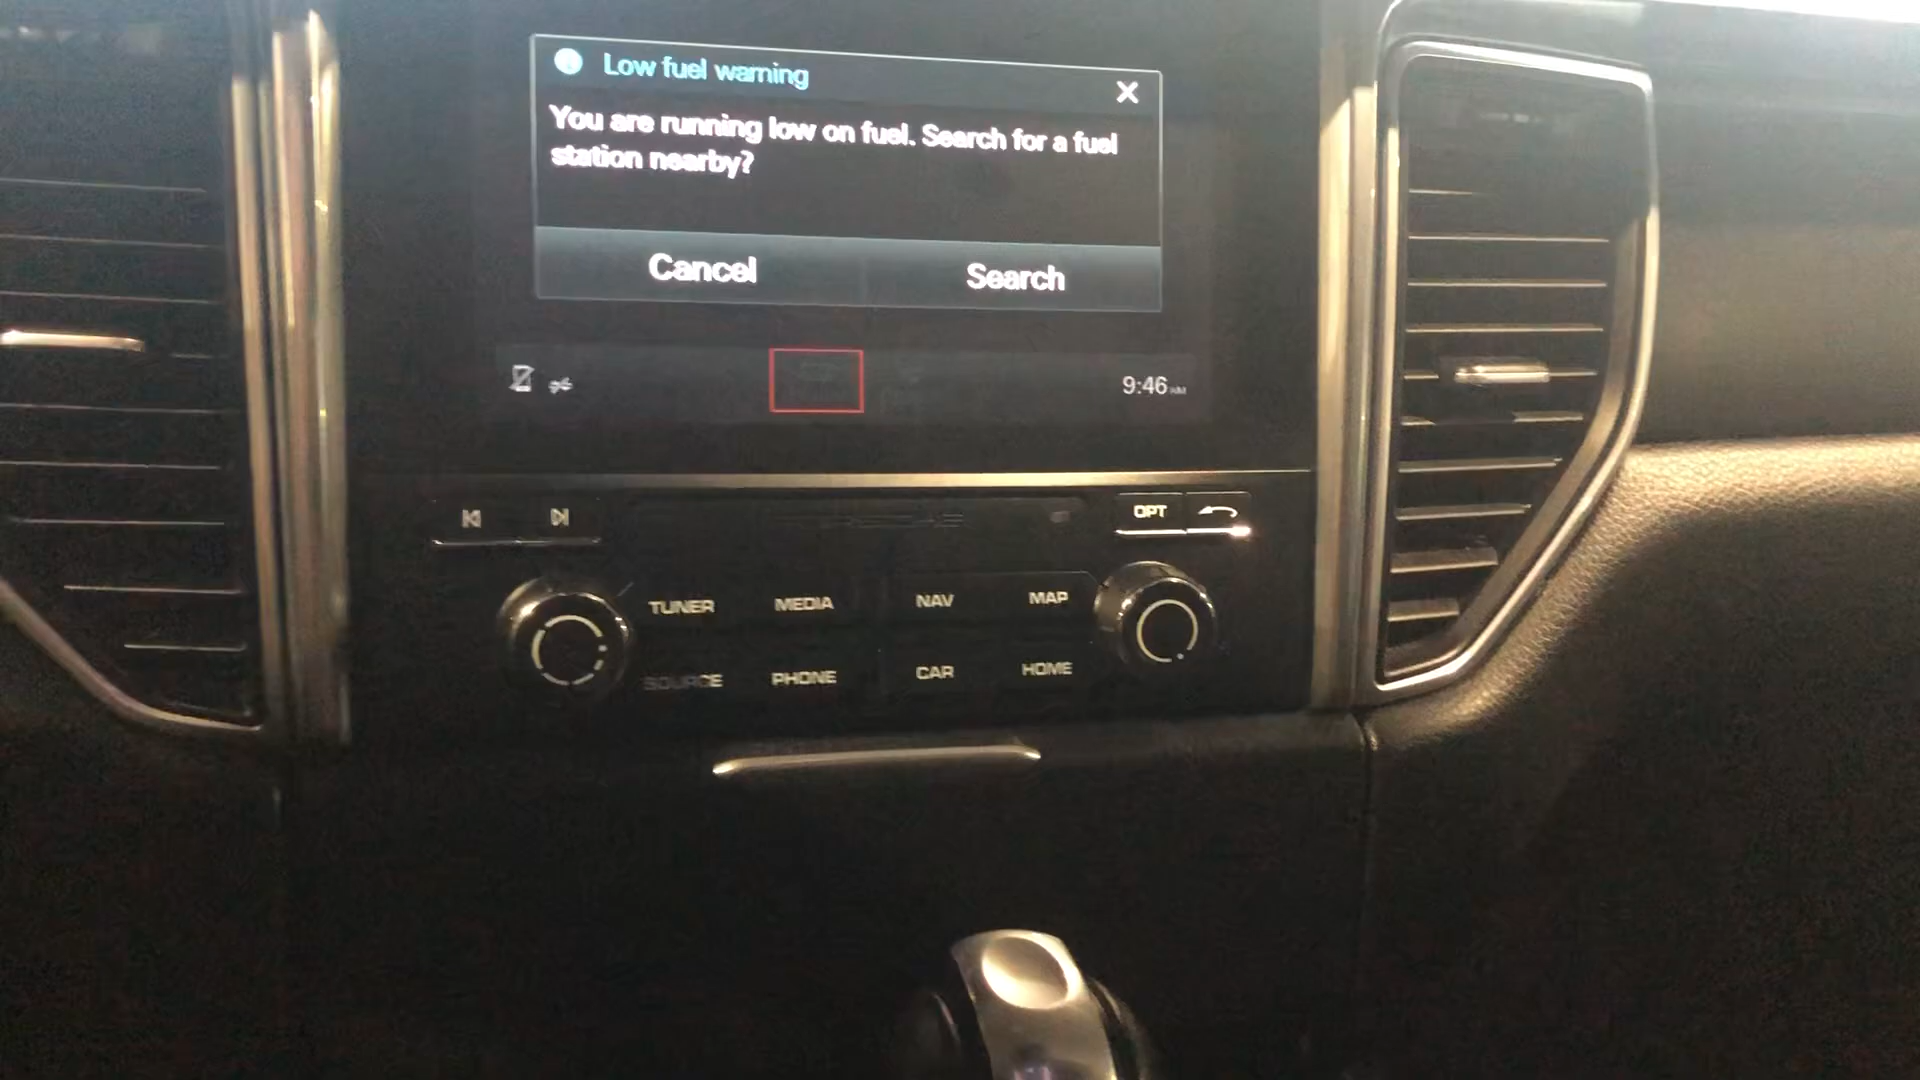 Low fuel warning
You are running low on fuel. Search for a fuel
station nearby?
Cancel
Search
9:46 AM
OPT
TUNER
MEDIA
NAV
MAP
SOURCE
PHONE
CAR
HOME